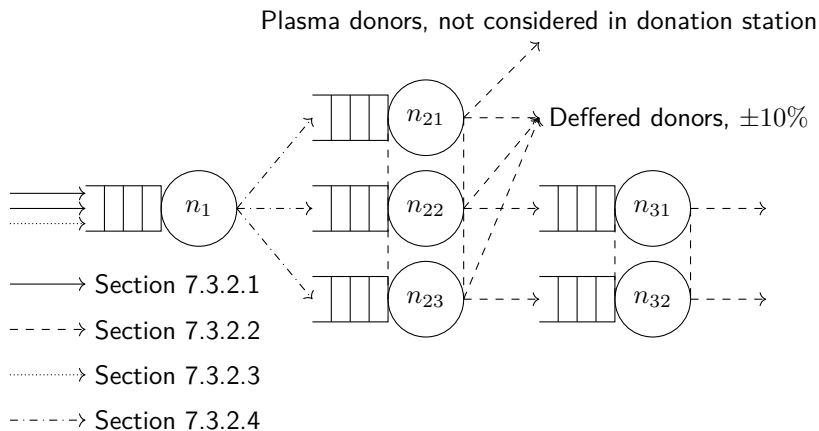 Plasma donors, not considered in donation station
n21
Deffered donors, ±10%
n1
n22
n31
n23
n32
Section 7.3.2.1
Section 7.3.2.2
Section 7.3.2.3
Section 7.3.2.4